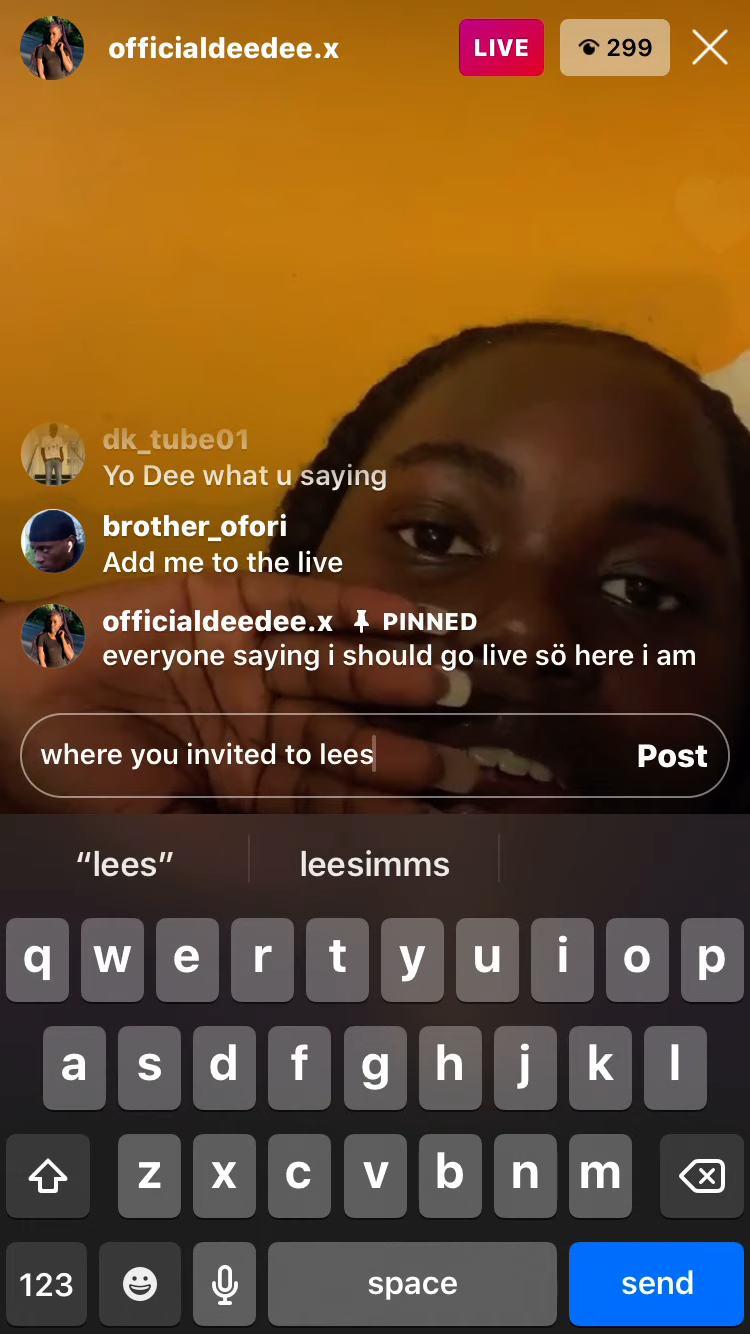 officialdeedee.x LIVE 299
dk_tube01
Yo Dee what u saying
brother_ofori
Add me to the live
officialdeedee.x PINNED
everyone saying i should go live sö here i am
where you invited to lees Post
“lees” leesimms
q w e r t y u i o p
a s d f g h j k l
z x c v b n m
123 space send